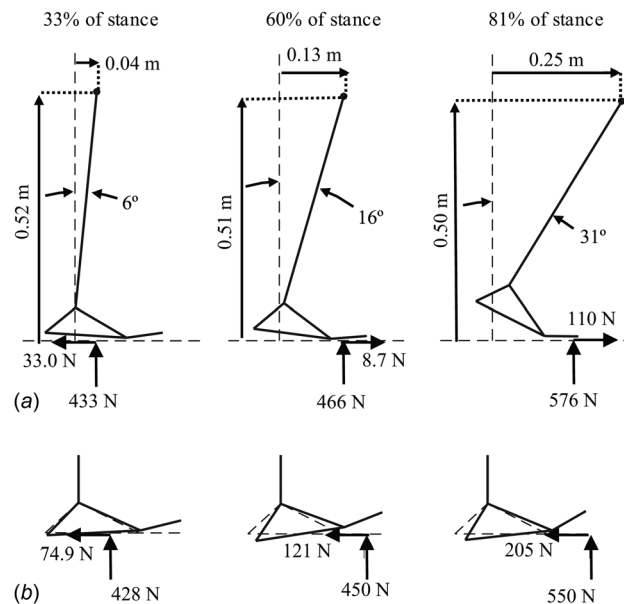 33% of stance
60% of stance
81% of stance
0.04 m
0.13 m
0.25 m
0.52 m
6º
0.51 m
16º
0.50 m
31º
33.0 N
433 N
8.7 N
466 N
110 N
576 N
(a)
74.9 N
428 N
121 N
450 N
205 N
550 N
(b)